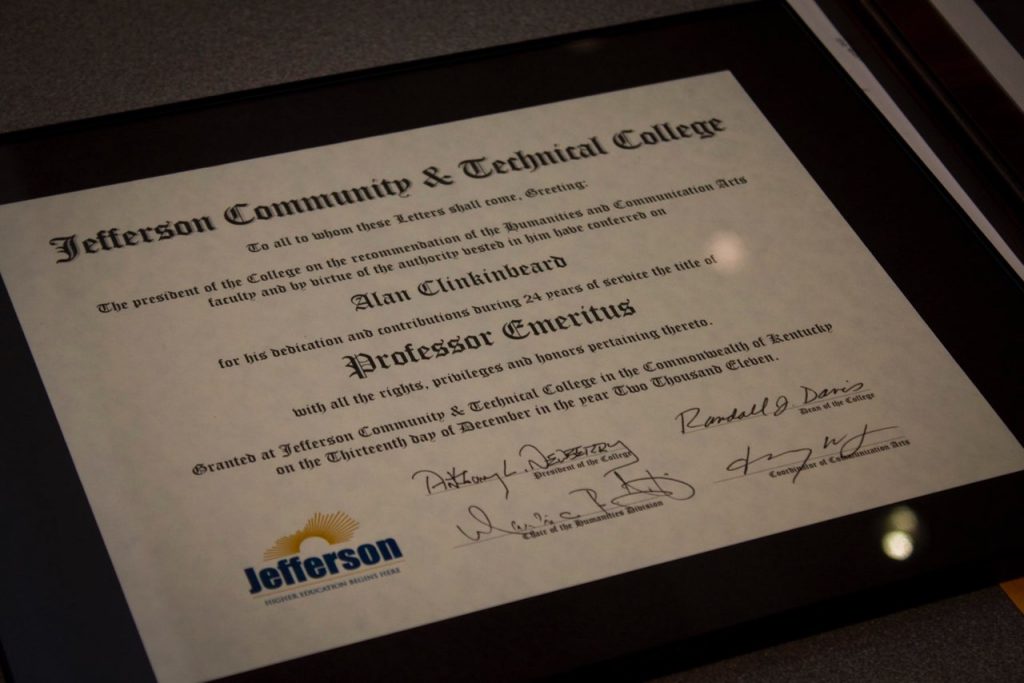 Jefferson Community & Technical College
To all to whom these Letters shall come, Greeting:
The president of the College on the recommendation of the Humanities and Communication Arts
faculty and by virtue of the authority vested in him have conferred on
Alan Clinkinbeard
for his dedication and contributions during 24 years of service the title of
Professor Emeritus
with all the rights, privileges and honors pertaining thereto.
Granted at Jefferson Community & Technical College in the Commonwealth of Kentucky
on the Thirteenth day of December in the year Two Thousand Eleven.
Anthony L. Newberry
President of the College
Randall J. Davis
Dean of the College
Chair of the Humanities Division
Coordinator of Communication Arts
Jefferson
HIGHER EDUCATION BEGINS HERE